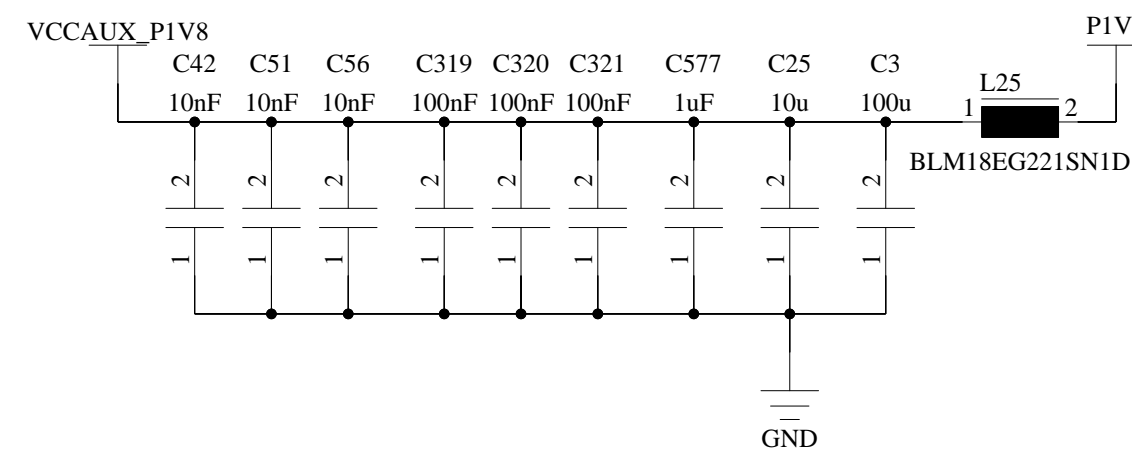 VCCAUX_P1V8
P1V
C42 C51 C56 C319 C320 C321 C577 C25 C3
L25
10nF 10nF 10nF 100nF 100nF 100nF 1uF 10u 100u
1 2
BLM18EG221SN1D
2 2 2 2 2 2 2 2 2
1 1 1 1 1 1 1 1 1
GND